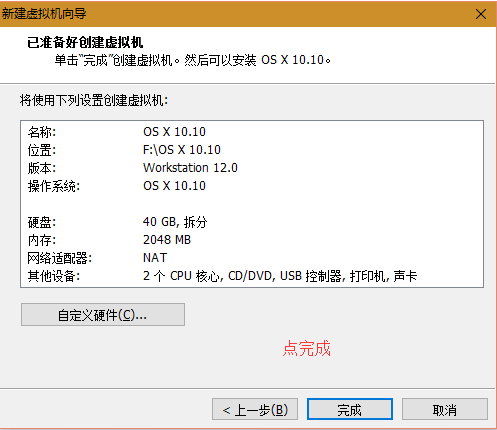 新建虚拟机向导
已准备好创建虚拟机
单击“完成”创建虚拟机。然后可以安装 OS X 10.10。
将使用下列设置创建虚拟机:
名称: OS X 10.10
位置: F:\OS X 10.10
版本: Workstation 12.0
操作系统: OS X 10.10
硬盘: 40 GB, 拆分
内存: 2048 MB
网络适配器: NAT
其他设备: 2 个 CPU 核心, CD/DVD, USB 控制器, 打印机, 声卡
自定义硬件(C)...
点完成
< 上一步(B) 完成 取消